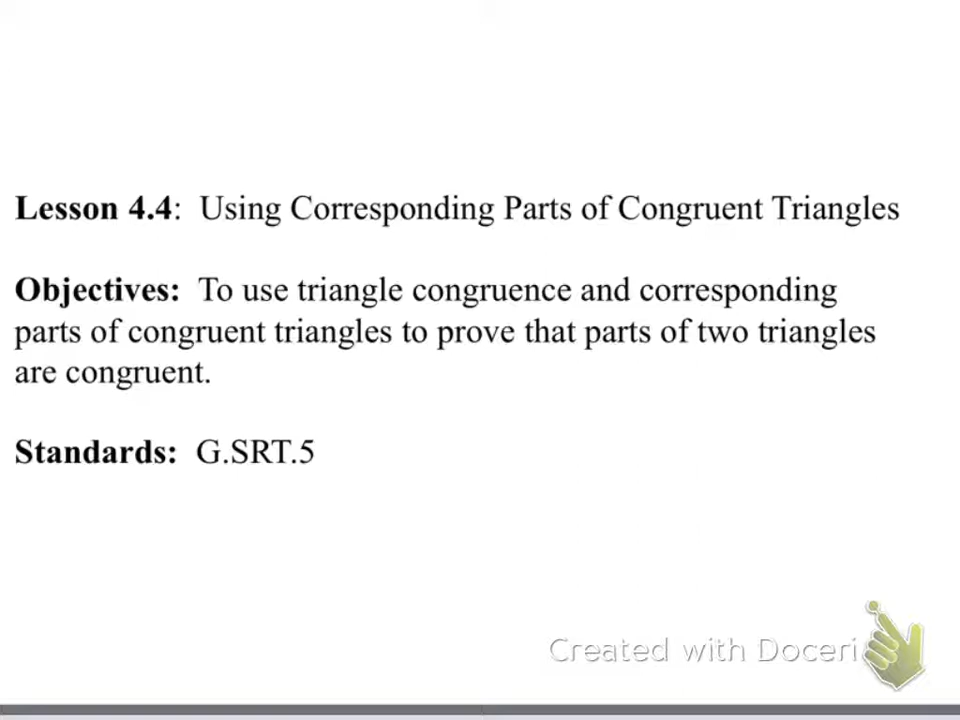 Lesson 4.4:  Using Corresponding Parts of Congruent Triangles
Objectives:  To use triangle congruence and corresponding
parts of congruent triangles to prove that parts of two triangles
are congruent.
Standards:  G.SRT.5
Created with Doceri